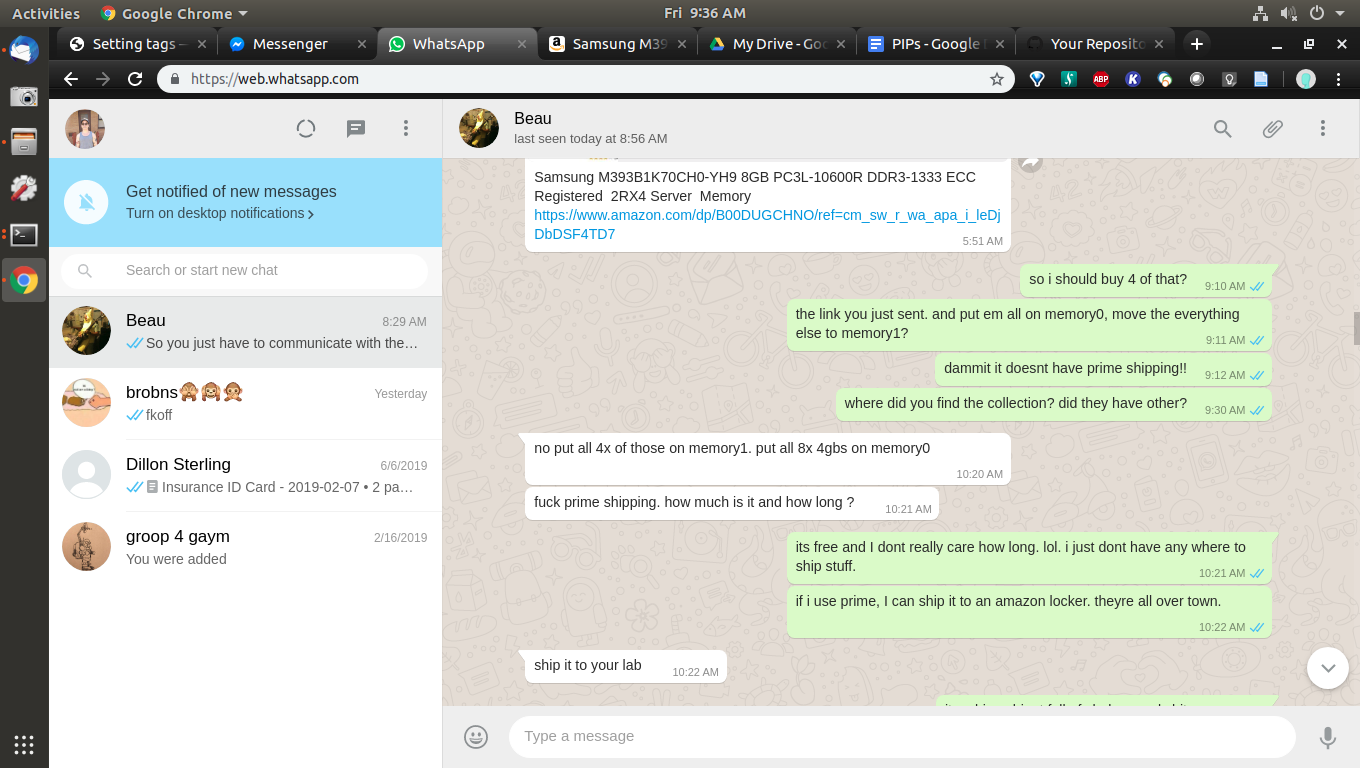 Activities
Google Chrome
Fri 9:36 AM
Setting tags –
Messenger
WhatsApp
Samsung M39
My Drive - Goo
PIPs - Google
Your Reposito
https://web.whatsapp.com
ABP
K
Beau
last seen today at 8:56 AM
Get notified of new messages
Turn on desktop notifications
Search or start new chat
Beau
8:29 AM
So you just have to communicate with the…
brobns
Yesterday
fkoff
Dillon Sterling
6/6/2019
Insurance ID Card - 2019-02-07 • 2 pa…
groop 4 gaym
2/16/2019
You were added
Samsung M393B1K70CH0-YH9 8GB PC3L-10600R DDR3-1333 ECC
Registered 2RX4 Server Memory
https://www.amazon.com/dp/B00DUGCHNO/ref=cm_sw_r_wa_apa_i_leDj
DbDSF4TD7
5:51 AM
so i should buy 4 of that?
9:10 AM
the link you just sent. and put em all on memory0, move the everything
else to memory1?
9:11 AM
dammit it doesnt have prime shipping!!
9:12 AM
where did you find the collection? did they have other?
9:30 AM
no put all 4x of those on memory1. put all 8x 4gbs on memory0
10:20 AM
fuck prime shipping. how much is it and how long ?
10:21 AM
its free and I dont really care how long. lol. i just dont have any where to
ship stuff.
10:21 AM
if i use prime, I can ship it to an amazon locker. theyre all over town.
10:22 AM
ship it to your lab
10:22 AM
Type a message